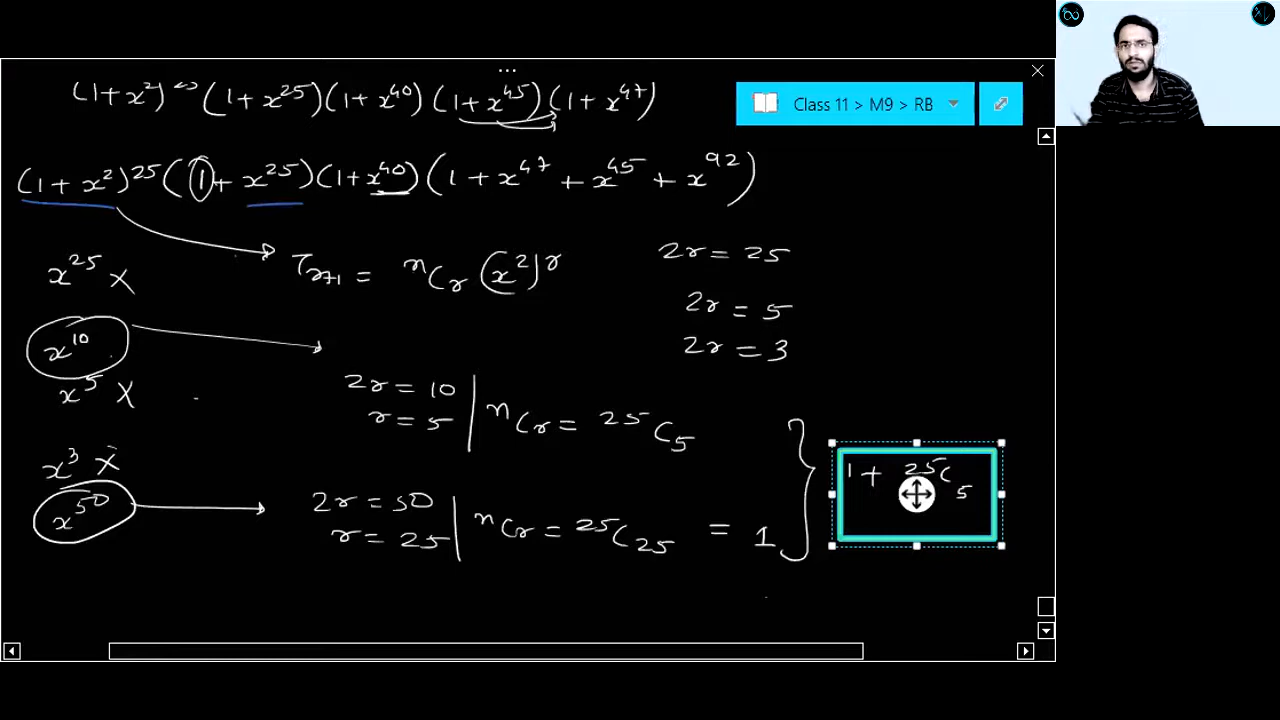 (1+x²)²⁵ (1+x²⁵)(1+x⁴⁰)(1+x⁴⁵)(1+x⁴⁷)
Class 11 > M9 > RB
(1+x²)²⁵(1+x²⁵)(1+x⁴⁰)(1+x⁴⁷+x⁴⁵+x⁹²)
x²⁵ X
Tᵣ₊₁ = ⁿCᵣ (x²)ʳ
2r = 25
2r = 5
2r = 3
x¹⁰
2r = 10
r = 5
ⁿCᵣ = ²⁵C₅
x⁵ X
x³ X
x⁵⁰
2r = 50
r = 25
ⁿCᵣ = ²⁵C₂₅ = 1
1 + ²⁵C₅